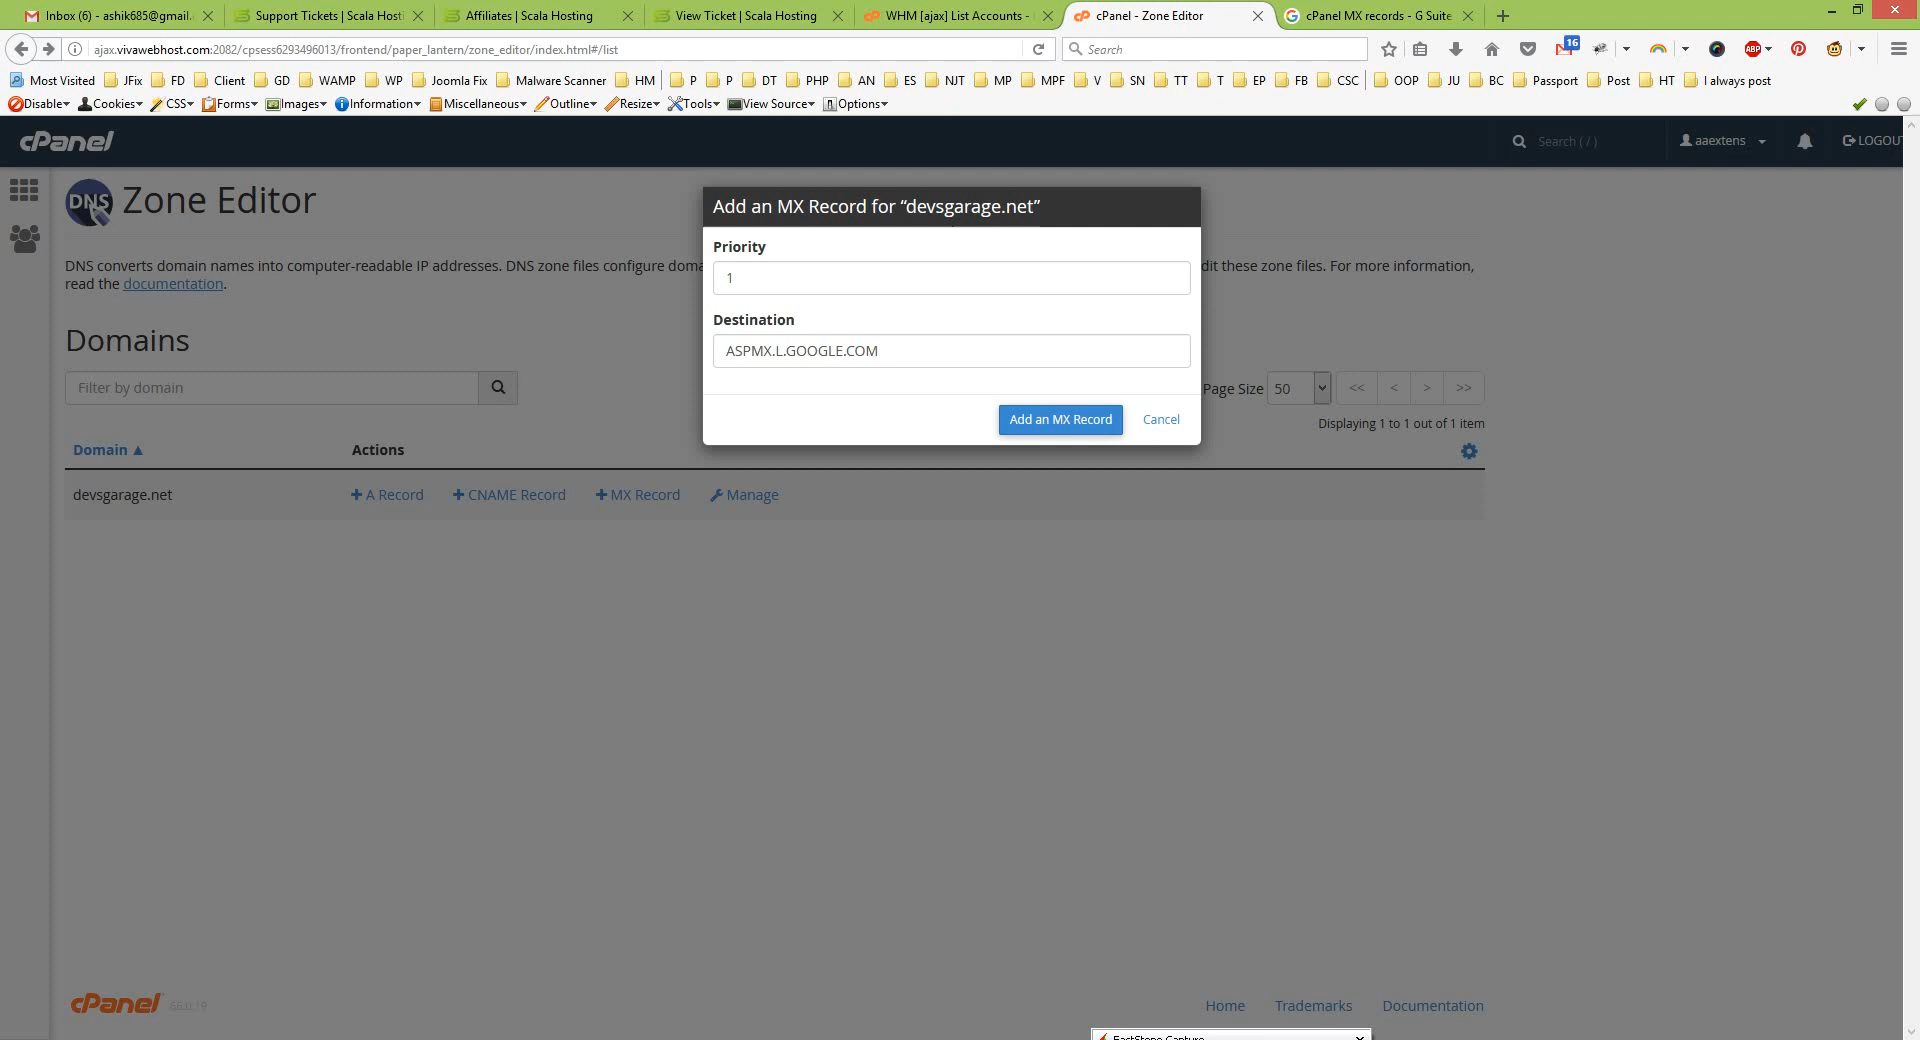 Inbox (6) - ashik685@gmail.
Support Tickets | Scala Hosti
Affiliates | Scala Hosting
View Ticket | Scala Hosting
WHM [ajax] List Accounts -
cPanel - Zone Editor
cPanel MX records - G Suite
ajax.vivawebhost.com:2082/cpsess6293496013/frontend/paper_lantern/zone_editor/index.html#/list
Search
16
ABP
Most Visited JFix FD Client GD WAMP WP Joomla Fix Malware Scanner HM P P DT PHP AN ES NJT MP MPF V SN TT T EP FB CSC OOP JU BC Passport Post HT I always post
Disable Cookies CSS Forms Images Information Miscellaneous Outline Resize Tools View Source Options
cPanel
Search ( / )
aaextens
LOGOUT
DNS
Zone Editor
DNS converts domain names into computer-readable IP addresses. DNS zone files configure doma
dit these zone files. For more information,
read the documentation.
Add an MX Record for “devsgarage.net”
Priority
1
Destination
ASPMX.L.GOOGLE.COM
Add an MX Record
Cancel
Domains
Filter by domain
Page Size 50 << < > >>
Displaying 1 to 1 out of 1 item
Domain Actions
devsgarage.net A Record CNAME Record MX Record Manage
cPanel 66.0.19
Home Trademarks Documentation
FastStone Capture